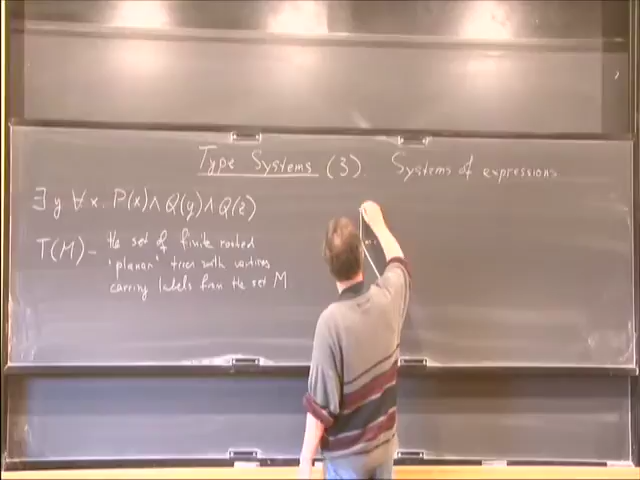 Type Systems (3). Systems of expressions
∃y ∀x. P(x)∧Q(y)∧Q(z)
T(M) – the set of finite rooted
'planar' trees with vertices
carrying labels from the set M